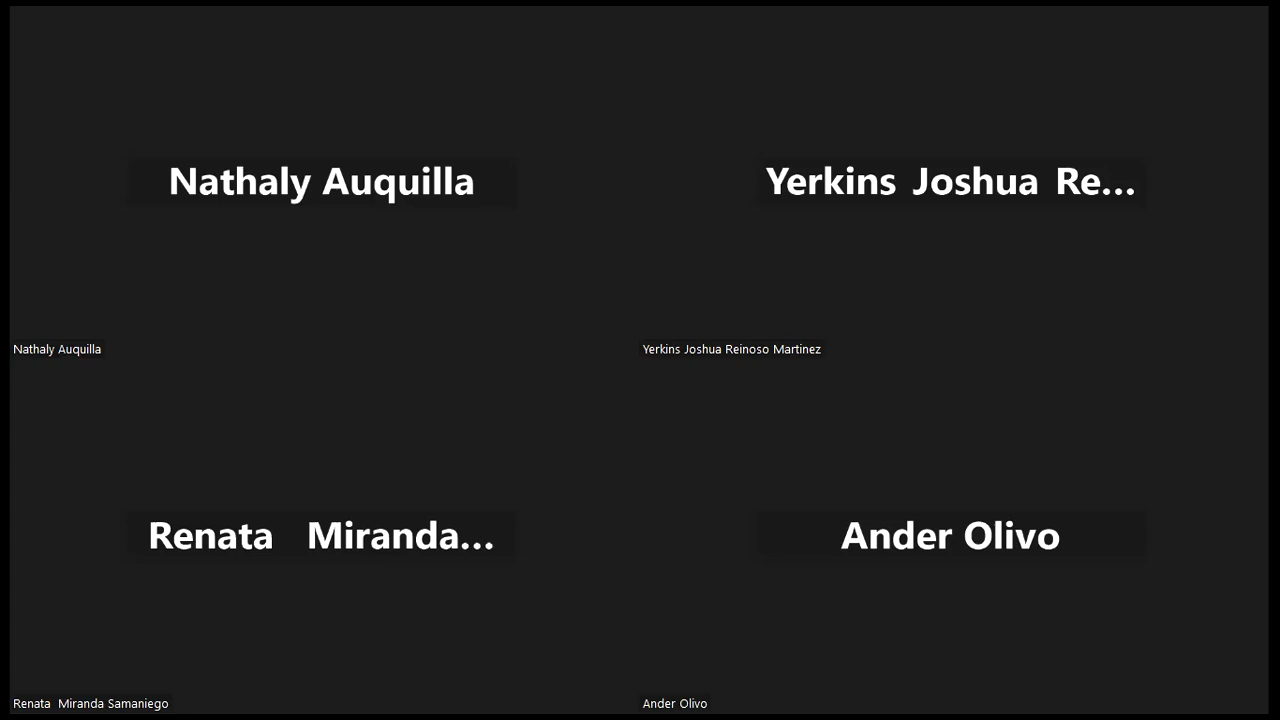 Nathaly Auquilla
Yerkins Joshua Re...
Nathaly Auquilla
Yerkins Joshua Reinoso Martinez
Renata Miranda...
Ander Olivo
Renata Miranda Samaniego
Ander Olivo